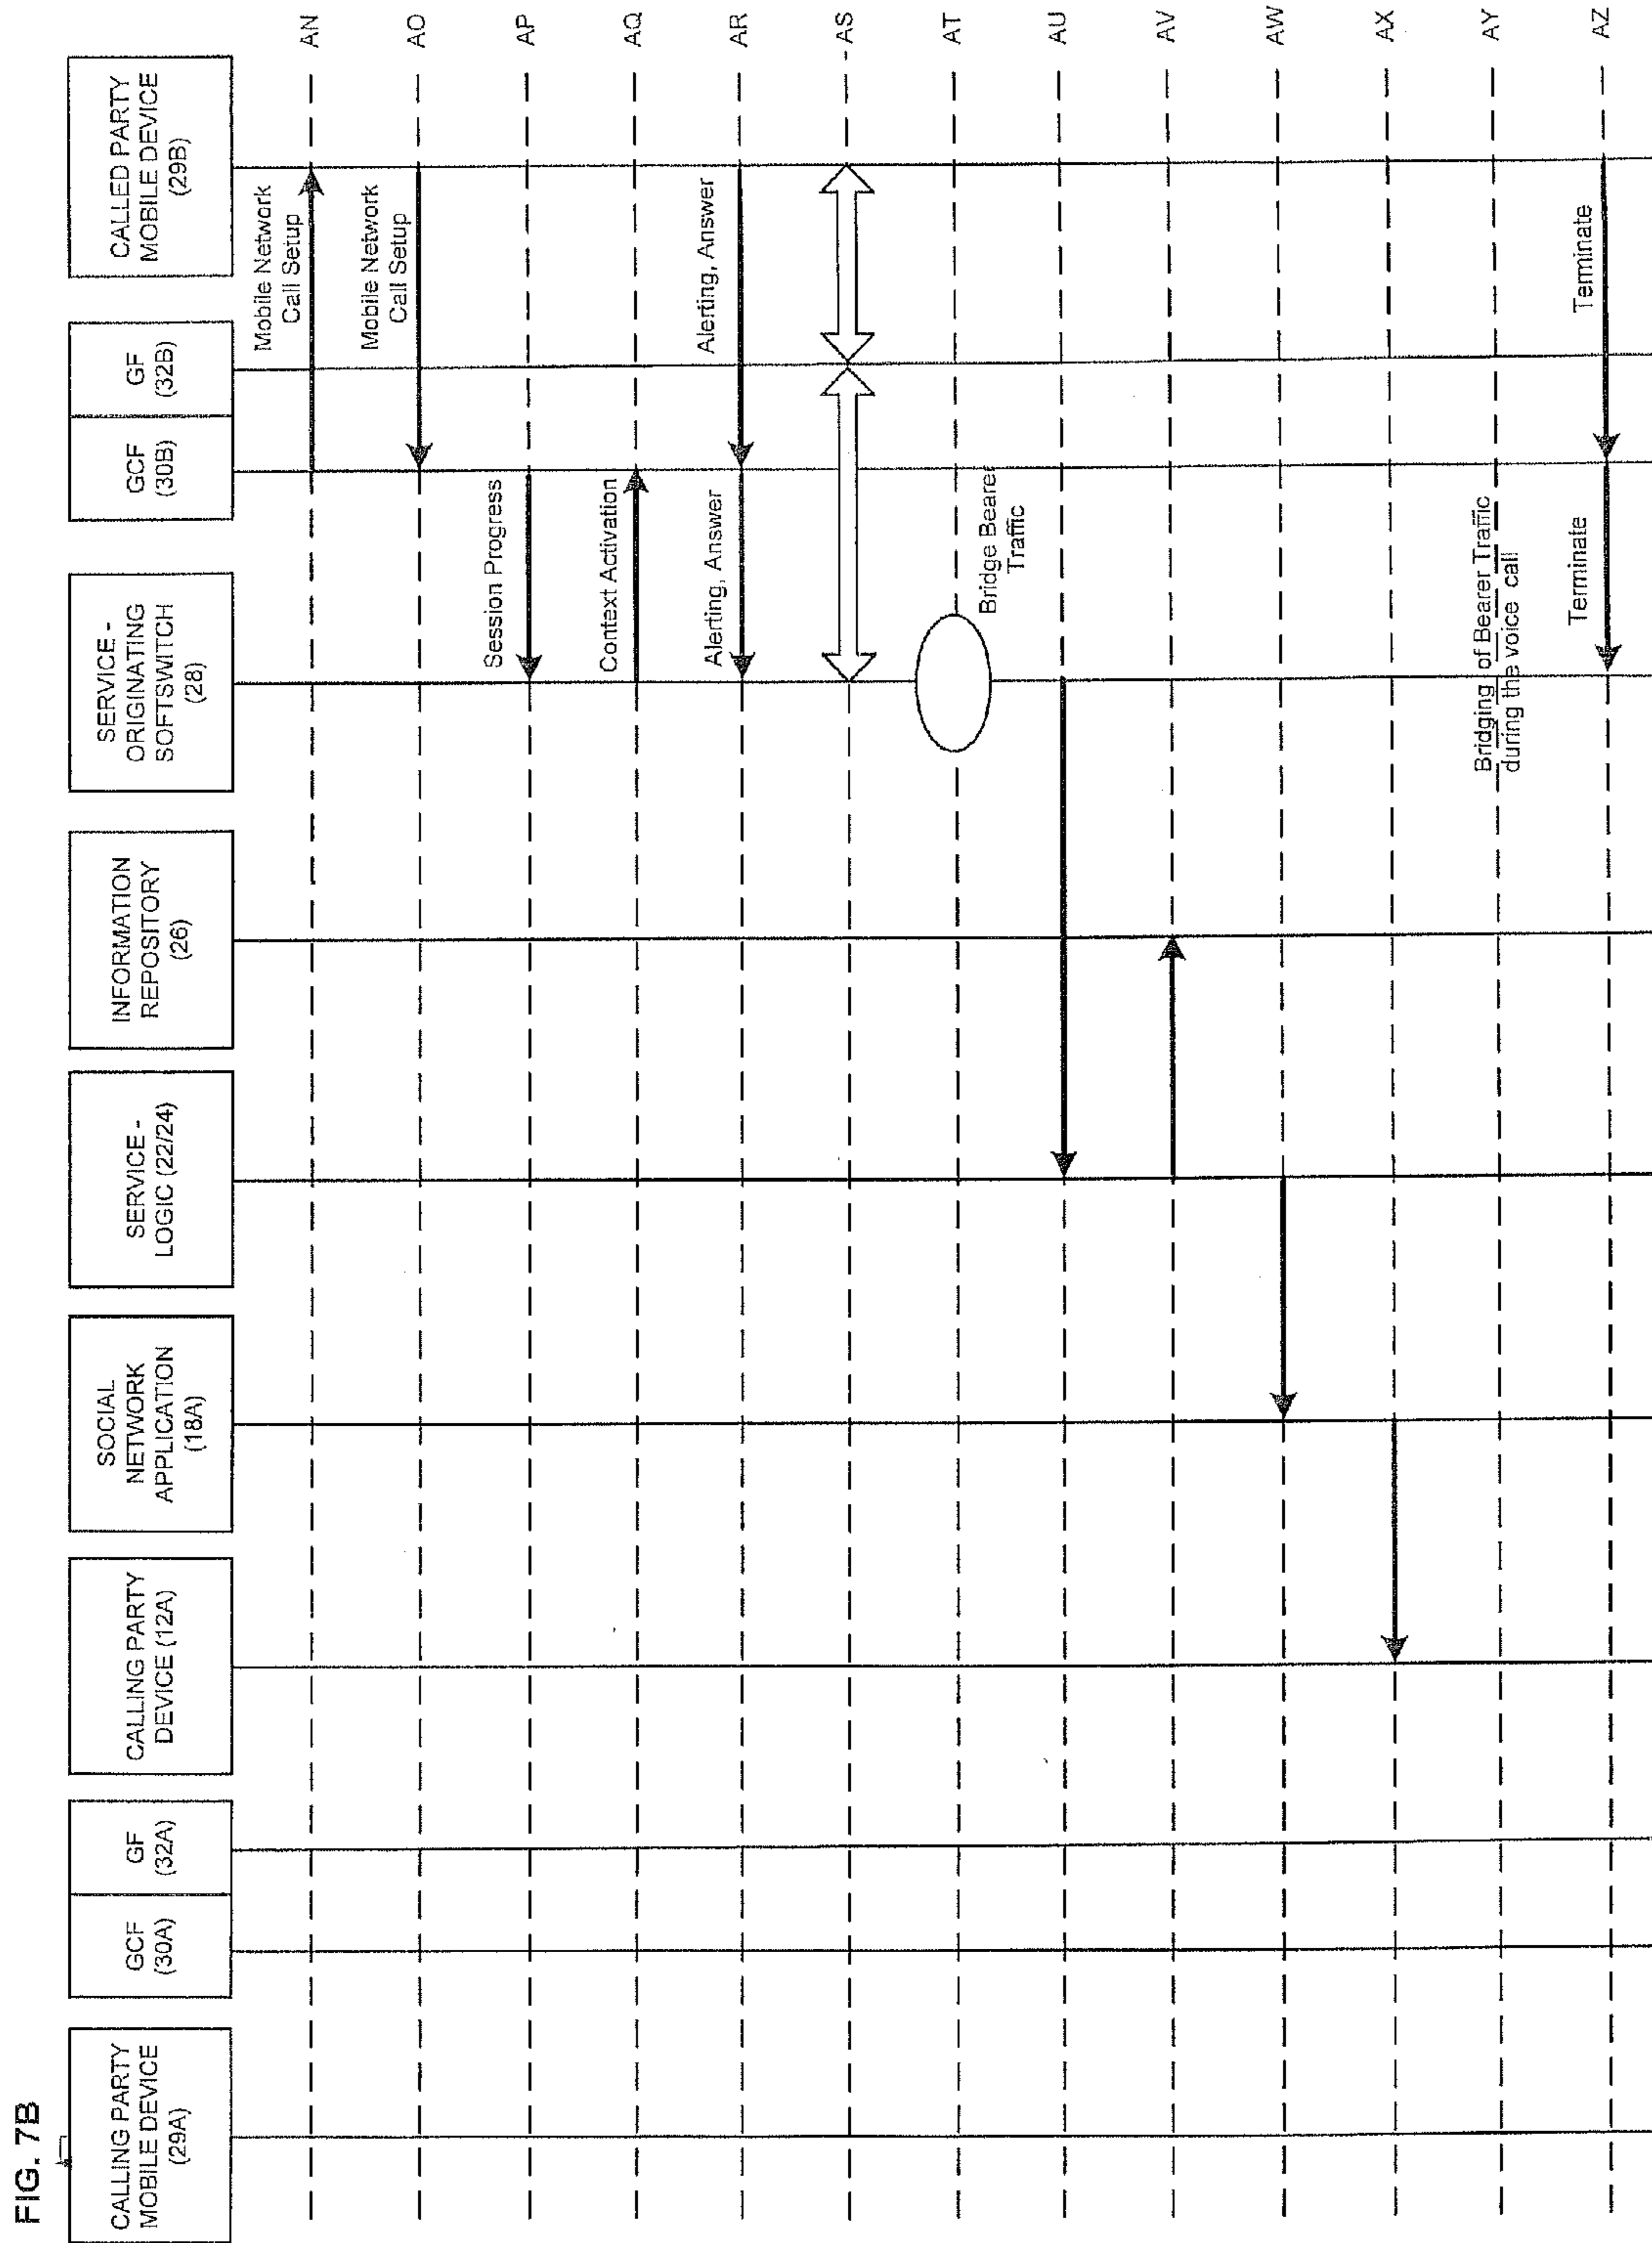 FIG. 7B
CALLING PARTY
MOBILE DEVICE
(29A)
GCF
(30A)
GF
(32A)
CALLING PARTY
DEVICE (12A)
SOCIAL
NETWORK
APPLICATION
(18A)
SERVICE -
LOGIC (22/24)
INFORMATION
REPOSITORY
(26)
SERVICE -
ORIGINATING
SOFTSWITCH
(28)
GCF
(30B)
GF
(32B)
CALLED PARTY
MOBILE DEVICE
(29B)
Mobile Network
Call Setup
AN
Mobile Network
Call Setup
AO
Session Progress
AP
Context Activation
AQ
Alerting, Answer
Alerting, Answer
AR
AS
Bridge Bearer
Traffic
AT
AU
AV
AW
AX
Bridging of Bearer Traffic
during the voice call
AY
Terminate
Terminate
AZ